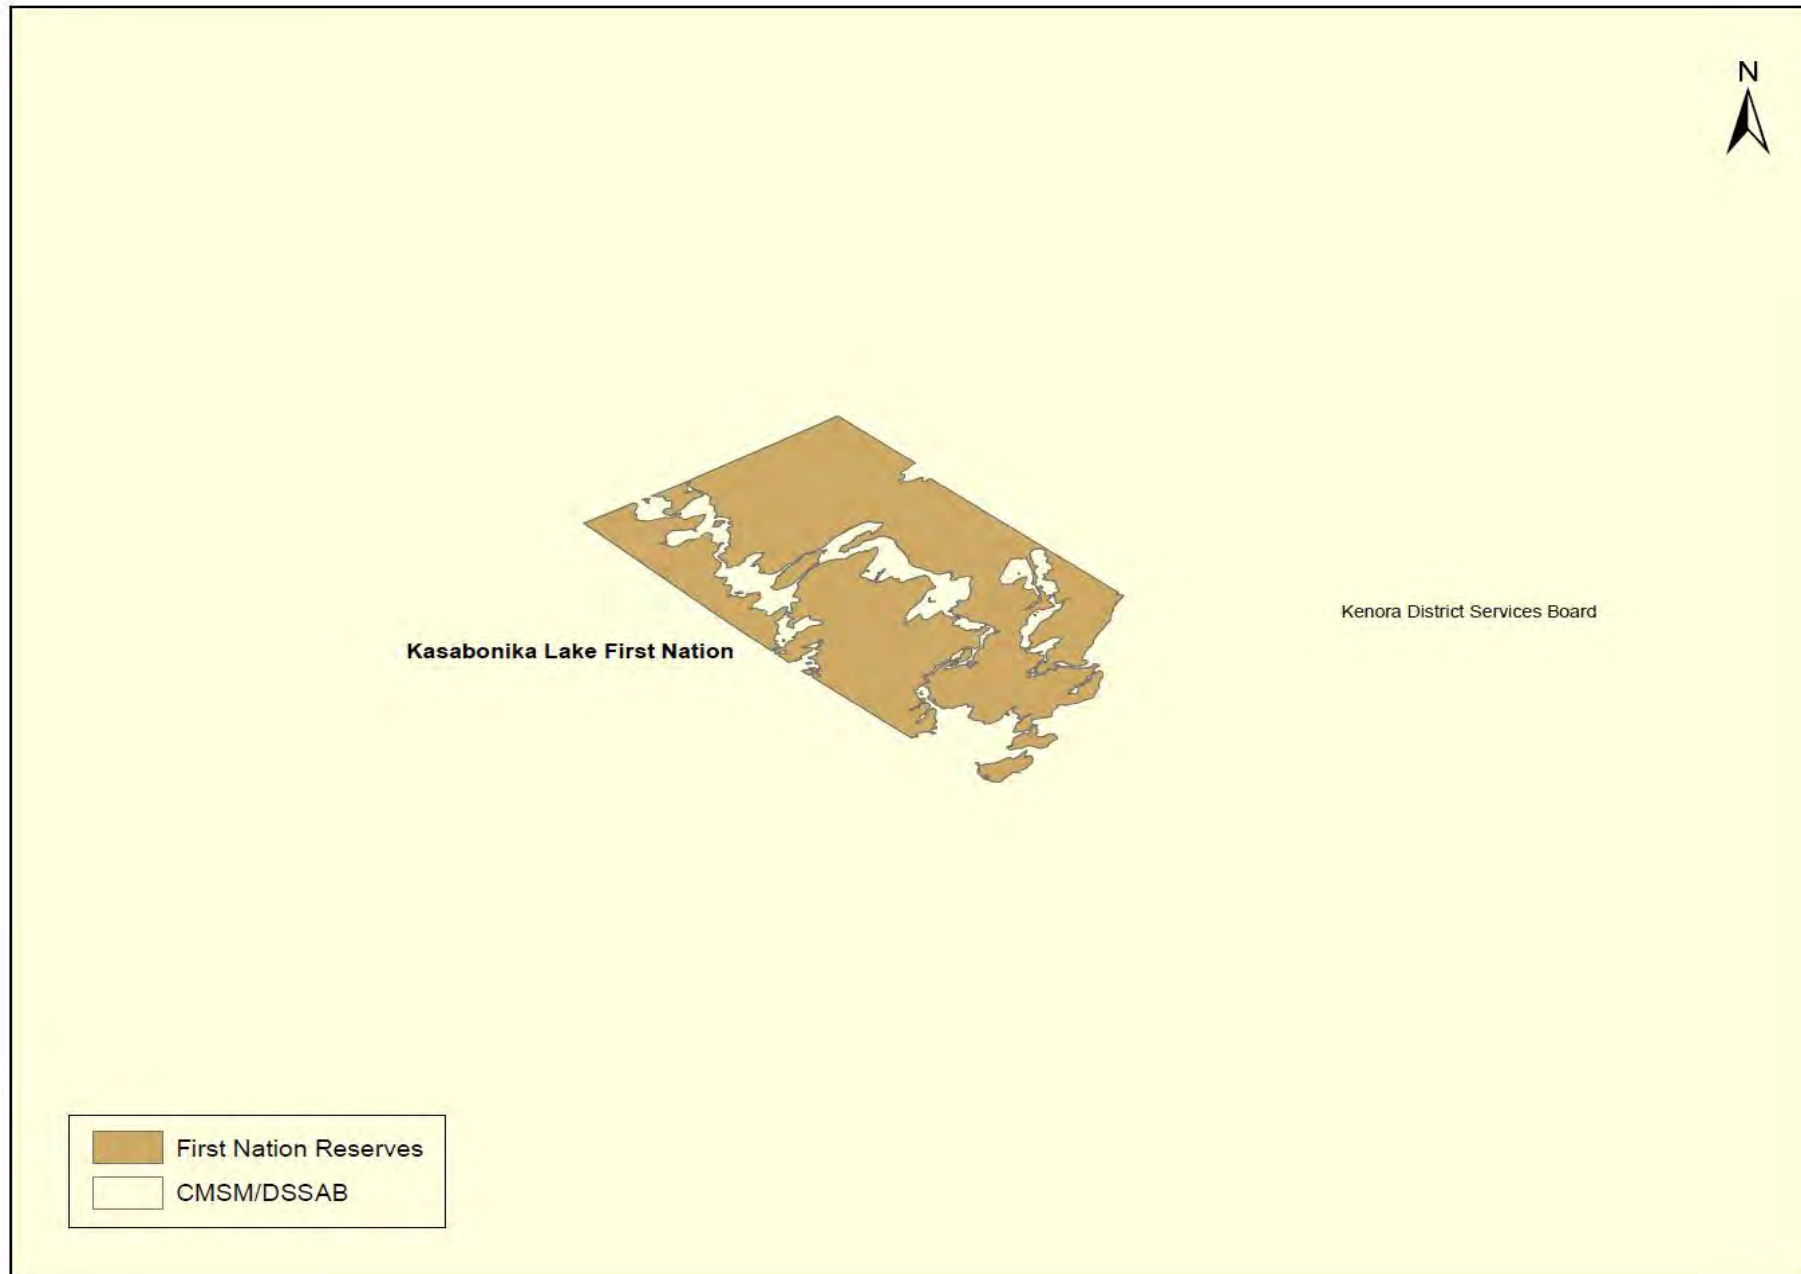 N
Kenora District Services Board
Kasabonika Lake First Nation
First Nation Reserves
CMSM/DSSAB